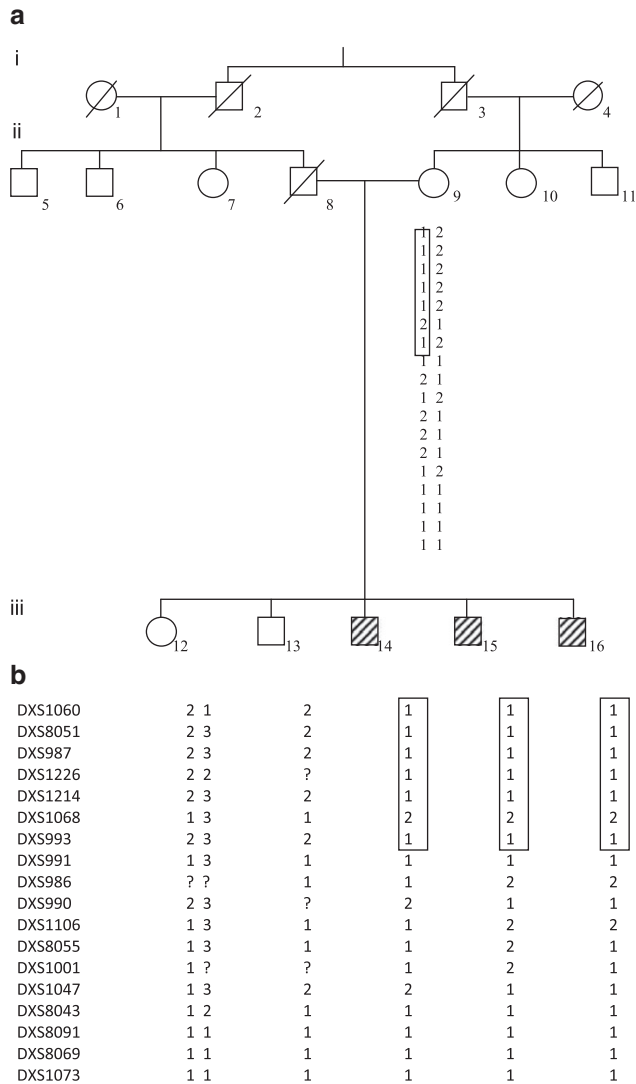 a
i
1 2 3 4
ii
5 6 7 8 9 10 11
1 2
1 2
1 2
1 2
1 2
2 1
1 2
1 1
2 1
1 2
2 1
2 1
2 1
1 2
1 1
1 1
1 1
1 1
iii
12 13 14 15 16
b
DXS1060 2 1 2 1 1 1
DXS8051 2 3 2 1 1 1
DXS987 2 3 2 1 1 1
DXS1226 2 2 ? 1 1 1
DXS1214 2 3 2 1 1 1
DXS1068 1 3 1 2 2 2
DXS993 2 3 2 1 1 1
DXS991 1 3 1 1 1 1
DXS986 ? ? 1 1 2 2
DXS990 2 3 ? 2 1 1
DXS1106 1 3 1 1 2 2
DXS8055 1 3 1 1 2 1
DXS1001 1 ? ? 1 2 1
DXS1047 1 3 2 2 1 1
DXS8043 1 2 1 1 1 1
DXS8091 1 1 1 1 1 1
DXS8069 1 1 1 1 1 1
DXS1073 1 1 1 1 1 1